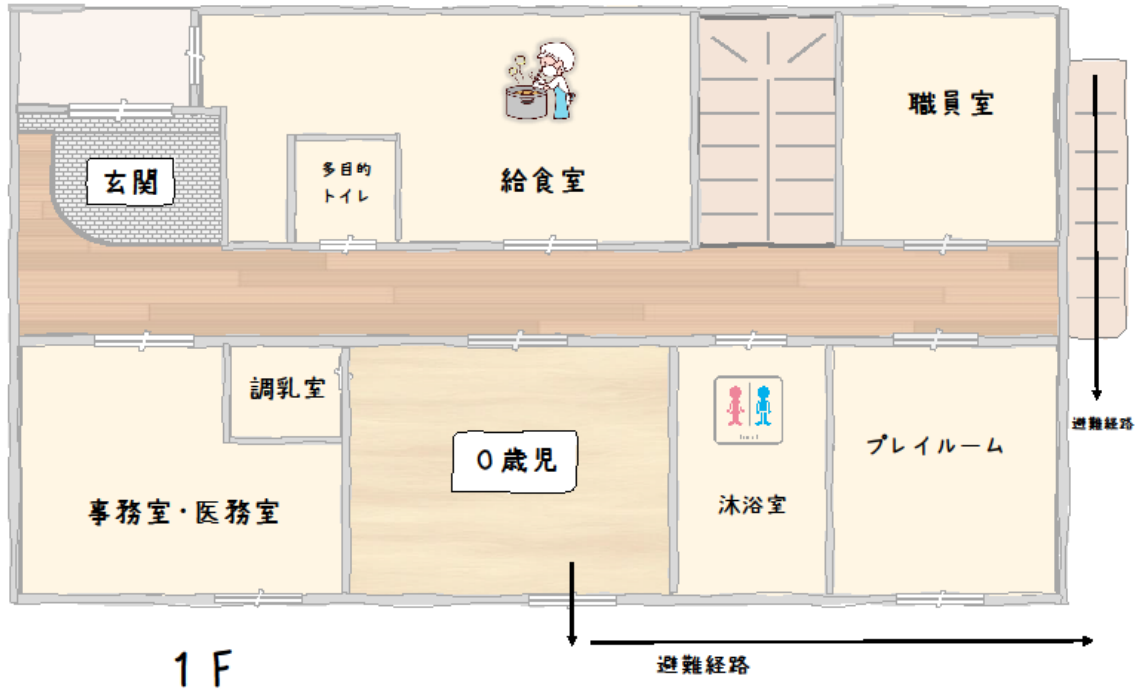 職員室
玄関
多目的
トイレ
給食室
調乳室
避難経路
0歳児
プレイルーム
事務室・医務室
沐浴室
避難経路
1F